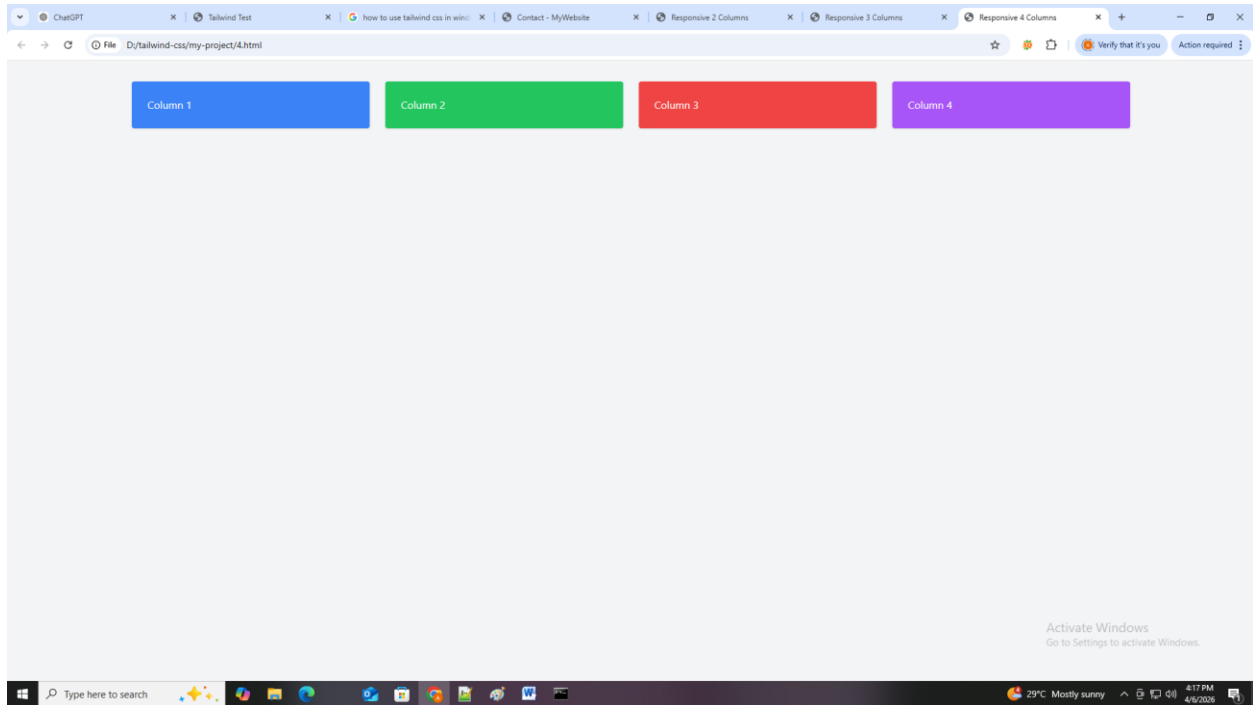 ChatGPT
Tailwind Test
how to use tailwind css in wind
Contact - MyWebsite
Responsive 2 Columns
Responsive 3 Columns
Responsive 4 Columns
File D:/tailwind-css/my-project/4.html
Verify that it's you
Action required
Column 1
Column 2
Column 3
Column 4
Activate Windows
Go to Settings to activate Windows.
Type here to search
29°C Mostly sunny
4:17 PM
4/6/2026